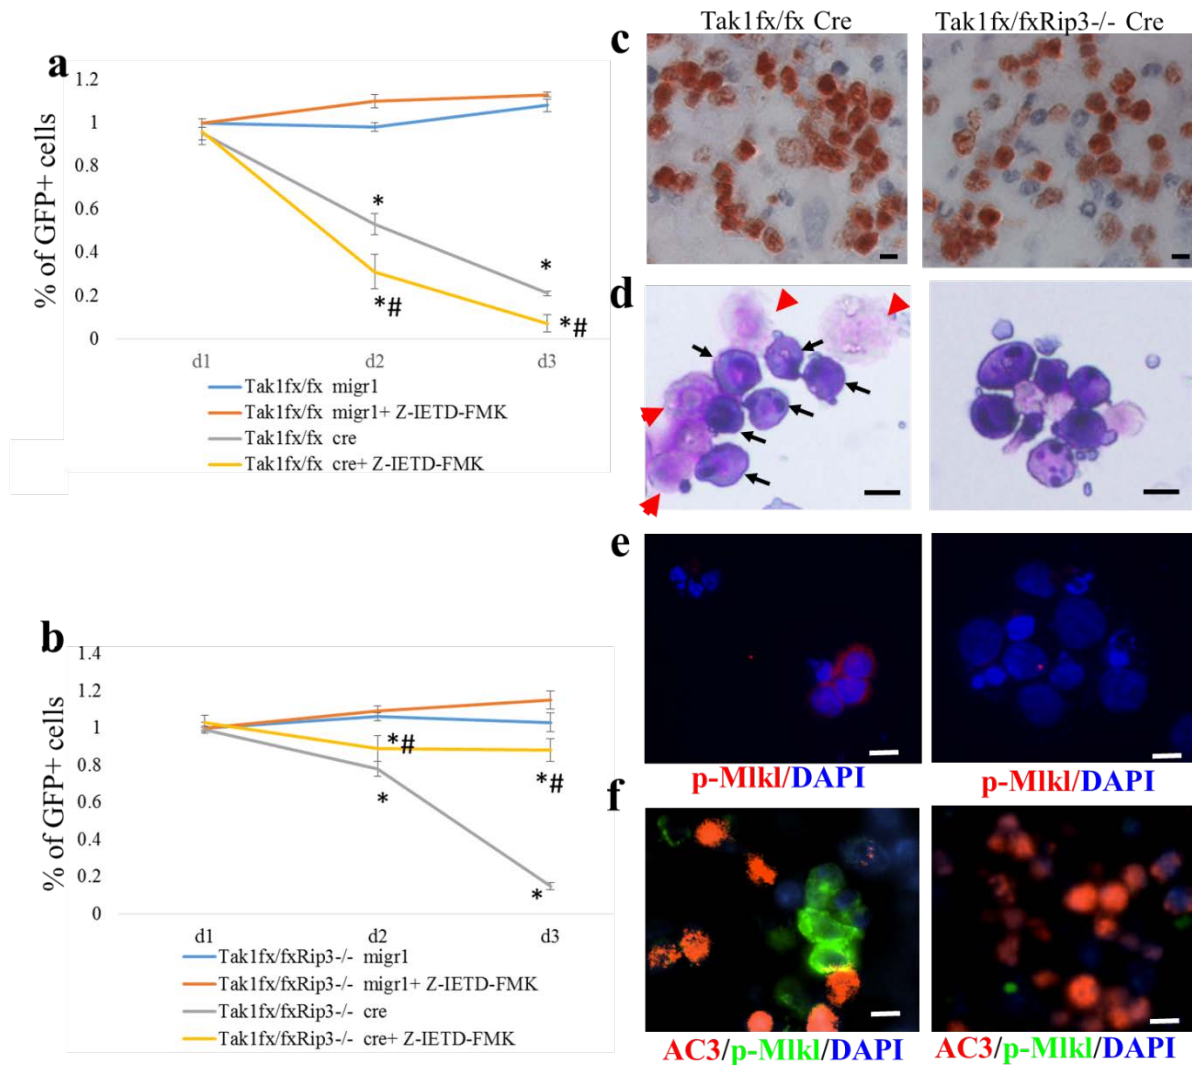 a
% of GFP+ cells
1.2
1
0.8
0.6
0.4
0.2
0
*
*
*#
*#
d1 d2 d3
Tak1fx/fx migr1
Tak1fx/fx migr1+ Z-IETD-FMK
Tak1fx/fx cre
Tak1fx/fx cre+ Z-IETD-FMK
b
% of GFP+ cells
1.4
1.2
1
0.8
0.6
0.4
0.2
0
*#
*
*#
*
d1 d2 d3
Tak1fx/fxRip3-/- migr1
Tak1fx/fxRip3-/- migr1+ Z-IETD-FMK
Tak1fx/fxRip3-/- cre
Tak1fx/fxRip3-/- cre+ Z-IETD-FMK
Tak1fx/fx Cre Tak1fx/fxRip3-/- Cre
c
d
e
p-Mlkl/DAPI p-Mlkl/DAPI
f
AC3/p-Mlkl/DAPI AC3/p-Mlkl/DAPI